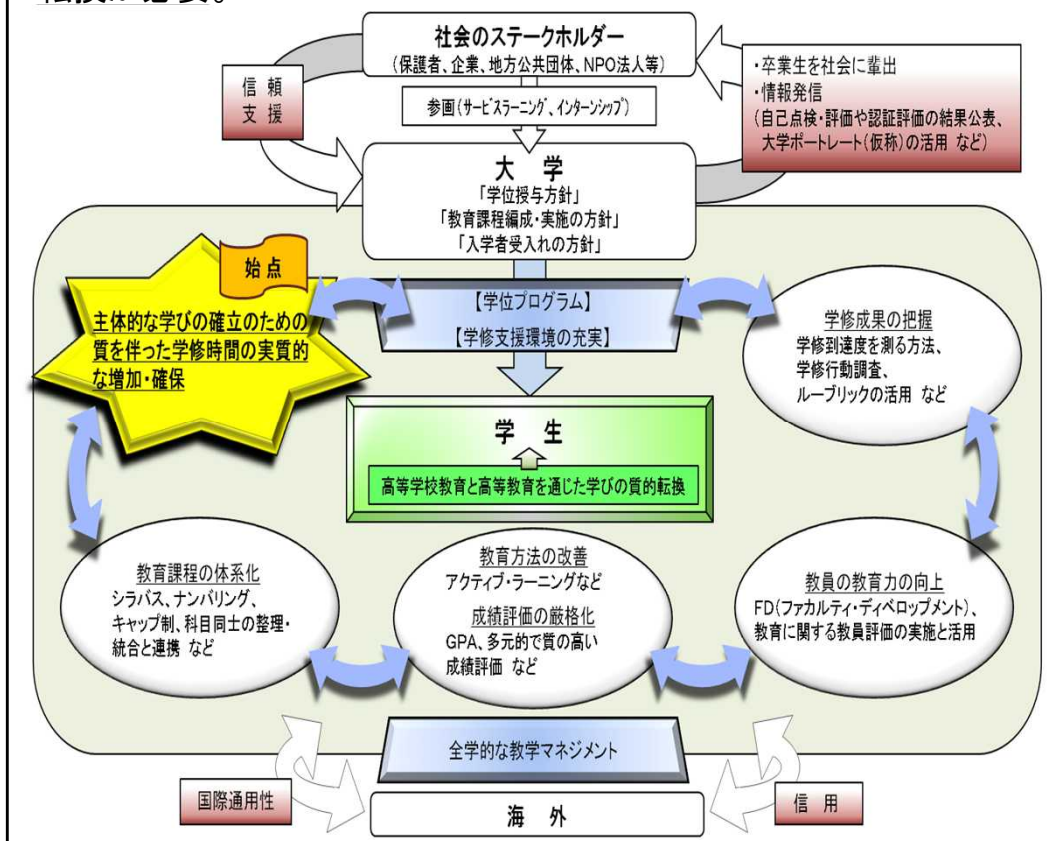 転換が必要。
社会のステークホルダー
(保護者、企業、地方公共団体、NPO法人等)
信 頼
支 援
参画(サービスラーニング、インターンシップ)
・卒業生を社会に輩出
・情報発信
(自己点検・評価や認証評価の結果公表、
大学ポートレート(仮称)の活用 など)
大 学
「学位授与方針」
「教育課程編成・実施の方針」
「入学者受入れの方針」
始点
主体的な学びの確立のための
質を伴った学修時間の実質的
な増加・確保
【学位プログラム】
【学修支援環境の充実】
学修成果の把握
学修到達度を測る方法、
学修行動調査、
ルーブリックの活用 など
学 生
高等学校教育と高等教育を通じた学びの質的転換
教育課程の体系化
シラバス、ナンバリング、
キャップ制、科目同士の整理・
統合と連携 など
教育方法の改善
アクティブ・ラーニングなど
成績評価の厳格化
GPA、多元的で質の高い
成績評価 など
教員の教育力の向上
FD(ファカルティ・ディベロップメント)、
教育に関する教員評価の実施と活用
全学的な教学マネジメント
国際通用性
海 外
信 用